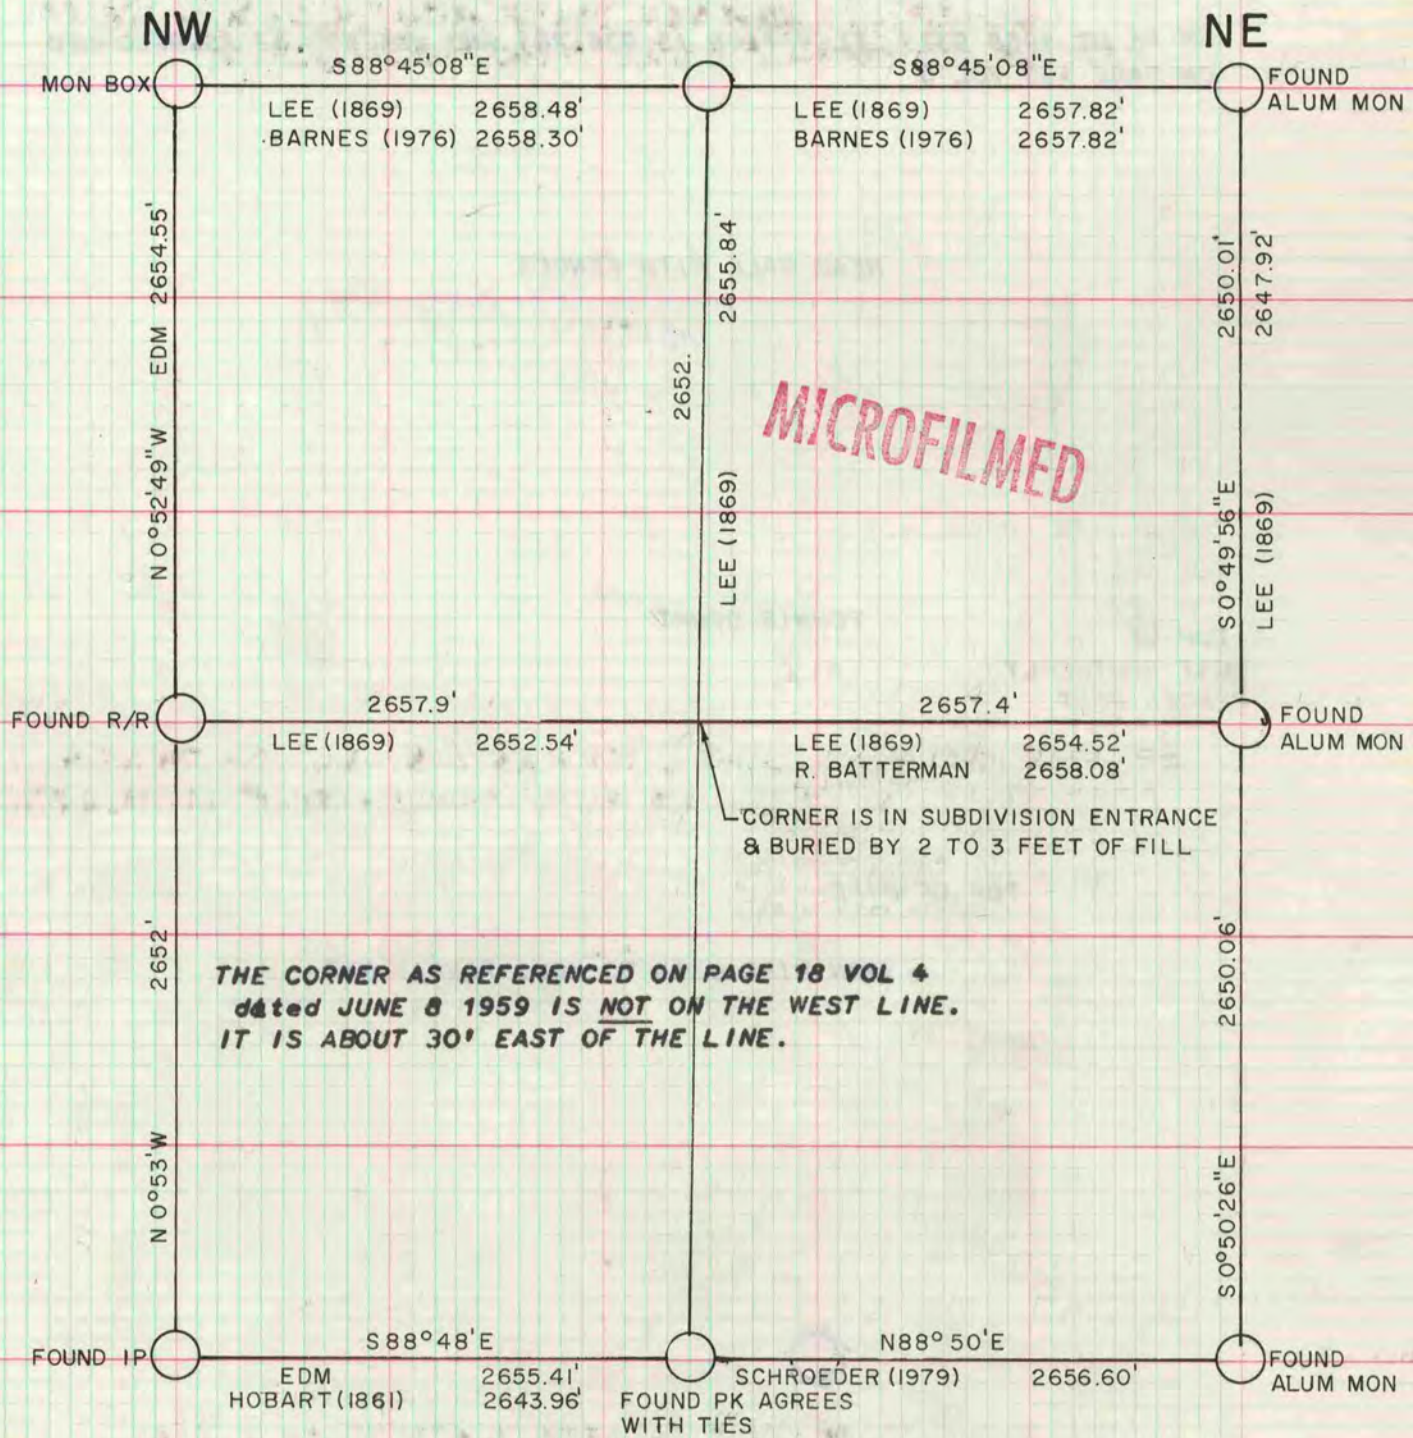 NW
NE
MON BOX
S88°45'08"E
S88°45'08"E
FOUND
ALUM MON
LEE (1869) 2658.48'
BARNES (1976) 2658.30'
LEE (1869) 2657.82'
BARNES (1976) 2657.82'
N 0°52'49"W EDM 2654.55'
2652.
LEE (1869) 2655.84'
S 0°49'56"E 2650.01'
LEE (1869) 2647.92'
MICROFILMED
FOUND R/R
2657.9'
2657.4'
FOUND
ALUM MON
LEE (1869) 2652.54'
LEE (1869) 2654.52'
R. BATTERMAN 2658.08'
CORNER IS IN SUBDIVISION ENTRANCE
& BURIED BY 2 TO 3 FEET OF FILL
N 0°53'W 2652'
THE CORNER AS REFERENCED ON PAGE 18 VOL 4
dated JUNE 8 1959 IS NOT ON THE WEST LINE.
IT IS ABOUT 30' EAST OF THE LINE.
S 0°50'26"E 2650.06'
FOUND IP
S88°48'E
N88°50'E
FOUND
ALUM MON
EDM 2655.41'
HOBART (1861) 2643.96'
SCHROEDER (1979) 2656.60'
FOUND PK AGREES
WITH TIES